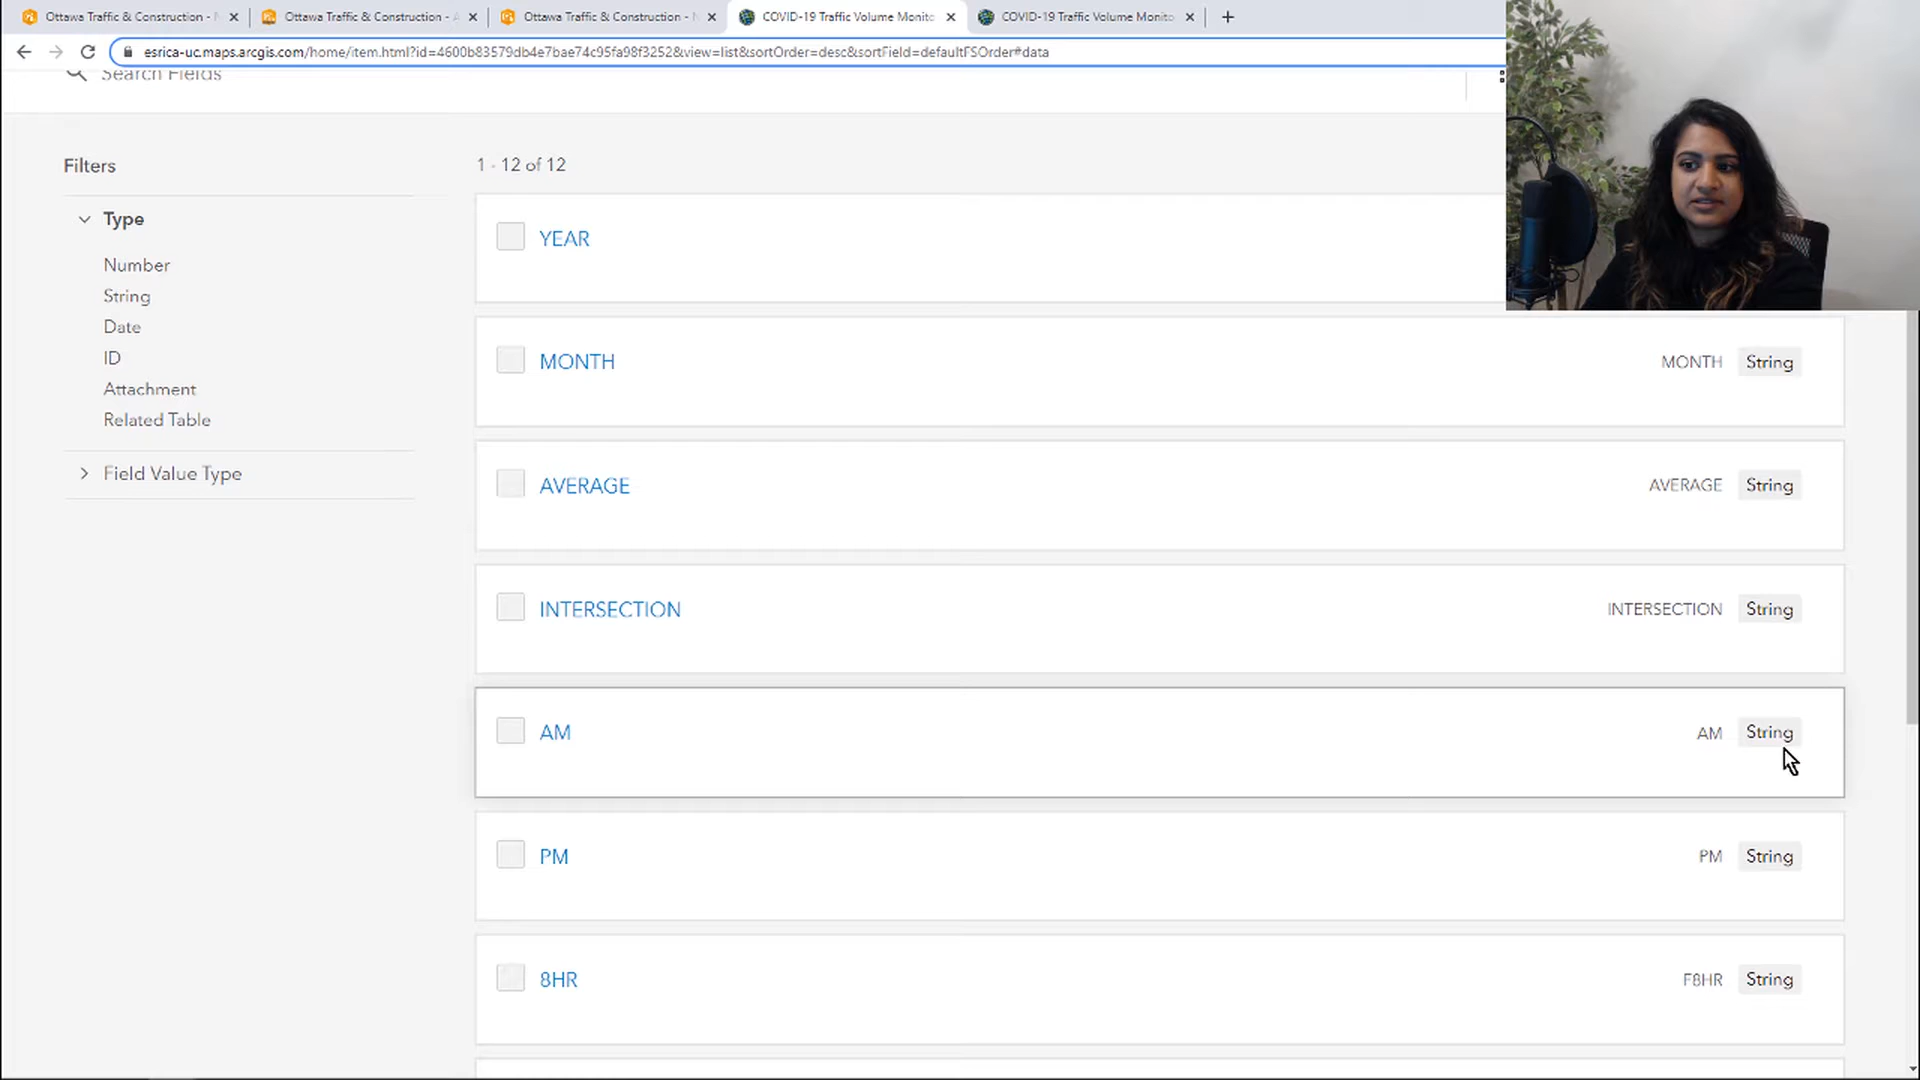 Ottawa Traffic & Construction - Ottawa Traffic & Construction - Ottawa Traffic & Construction - COVID-19 Traffic Volume Monito COVID-19 Traffic Volume Monito
esrica-uc.maps.arcgis.com/home/item.html?id=4600b83579db4e7bae74c95fa98f3252&view=list&sortOrder=desc&sortField=defaultFSOrder#data
Search Fields
Filters
1 - 12 of 12
Type
Number
String
Date
ID
Attachment
Related Table
Field Value Type
YEAR
MONTH MONTH String
AVERAGE AVERAGE String
INTERSECTION INTERSECTION String
AM AM String
PM PM String
8HR F8HR String